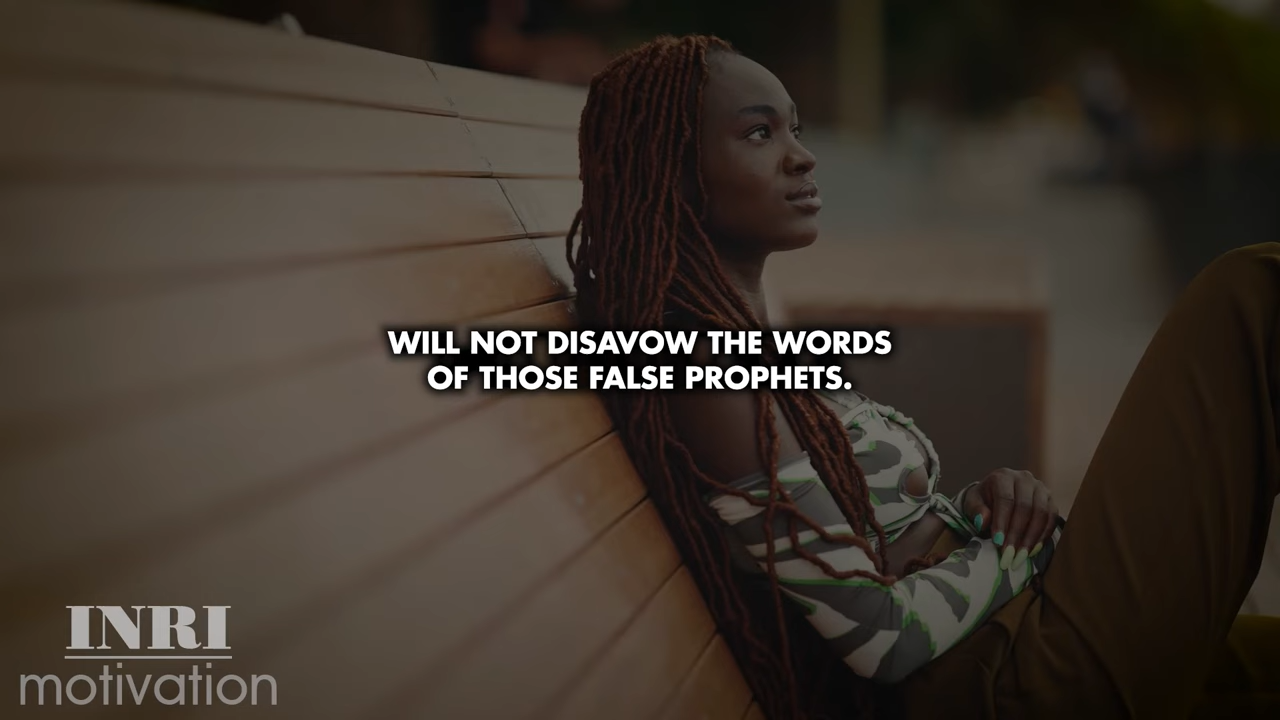 WILL NOT DISAVOW THE WORDS
OF THOSE FALSE PROPHETS.
INRI
motivation